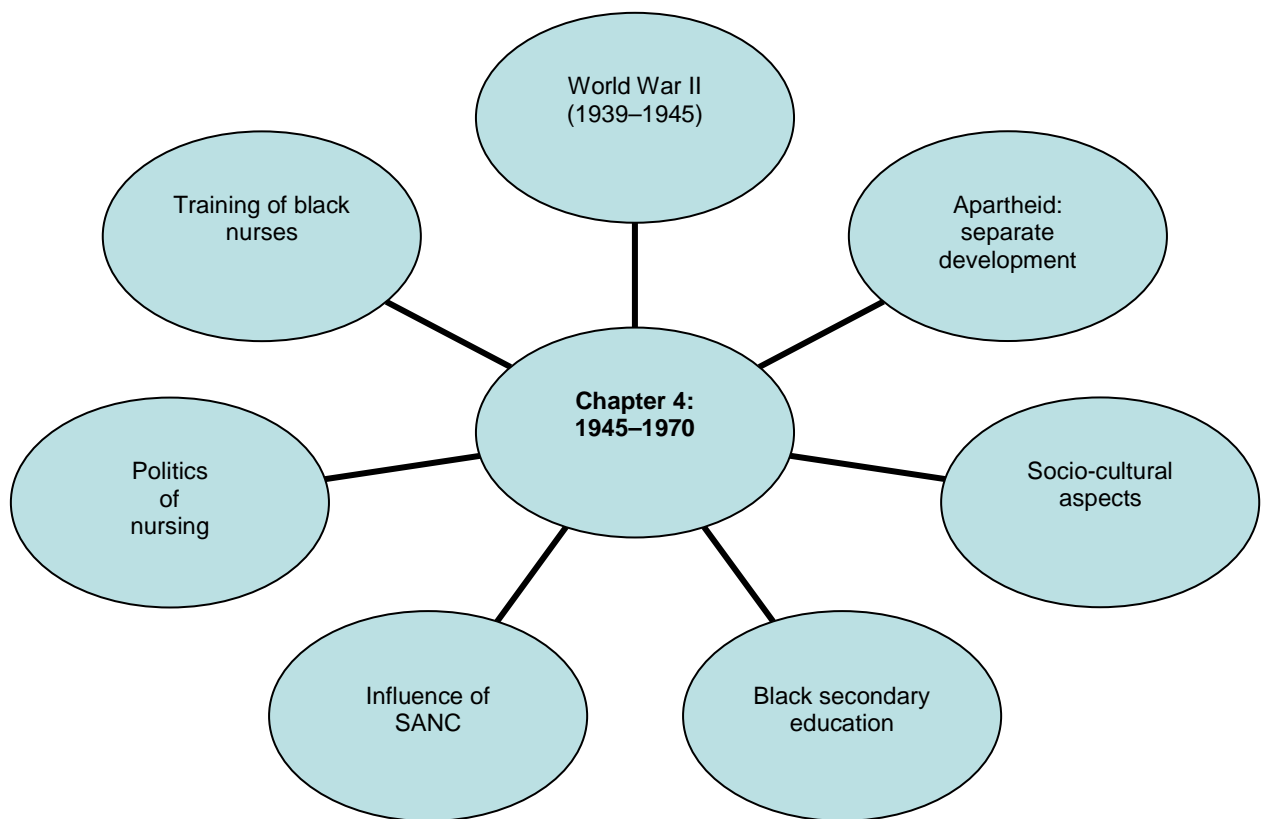 World War II
(1939–1945)
Training of black
nurses
Apartheid:
separate
development
Chapter 4:
1945–1970
Politics
of
nursing
Socio-cultural
aspects
Influence of
SANC
Black secondary
education